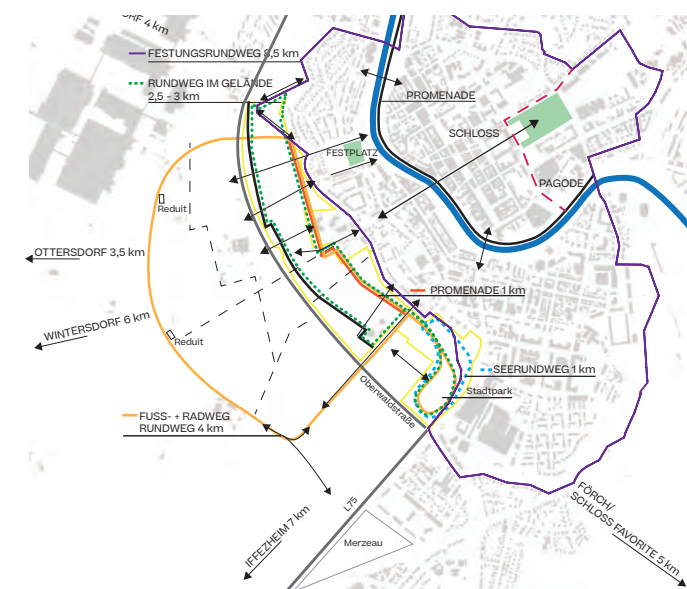 ORF 4 km
FESTUNGSRUNDWEG 8,5 km
RUNDWEG IM GELÄNDE
2,5 - 3 km
PROMENADE
SCHLOSS
FESTPLATZ
PAGODE
Reduit
OTTERSDORF 3,5 km
PROMENADE 1 km
WINTERSDORF 6 km
Reduit
SEERUNDWEG 1 km
Stadtpark
Oberwaldstraße
FUSS- + RADWEG
RUNDWEG 4 km
L75
IFFEZHEIM 7 km
Merzeau
FÖRCH/
SCHLOSS FAVORITE 5 km